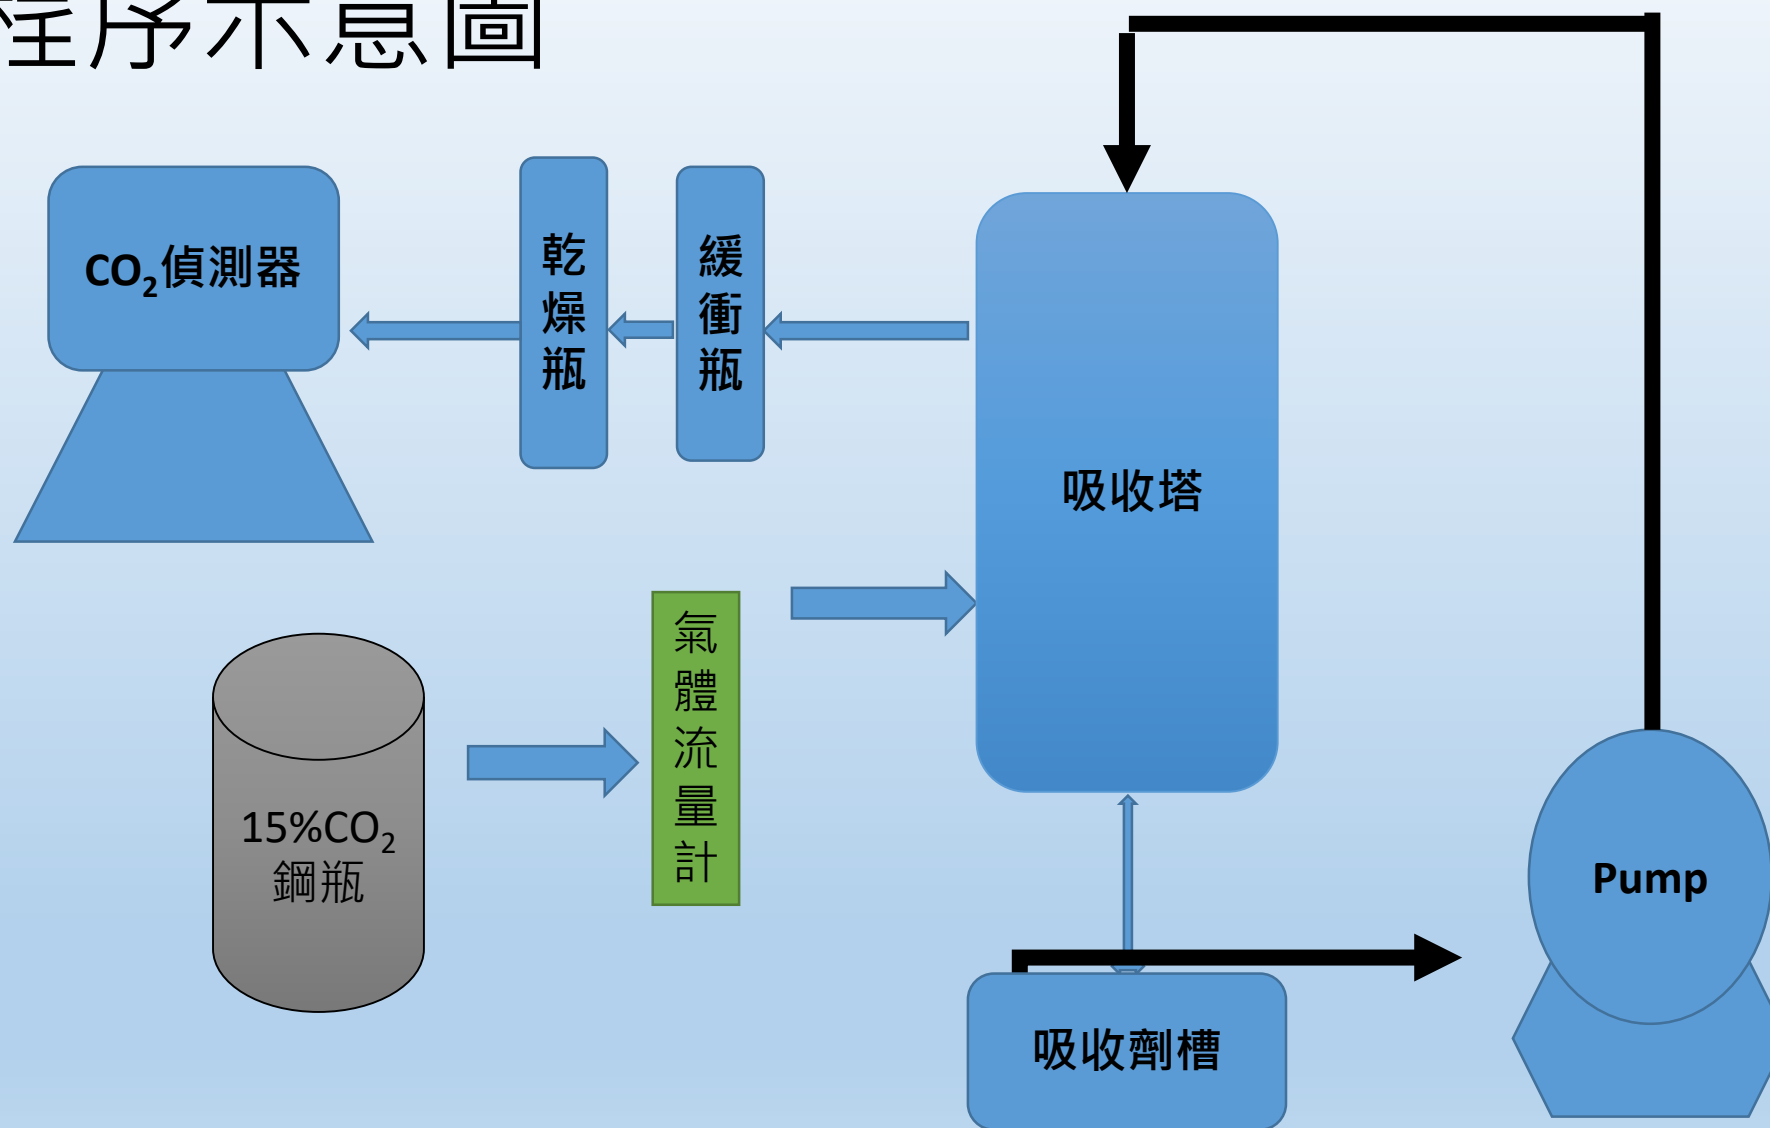 程序示意圖
CO₂偵測器
乾燥瓶
緩衝瓶
吸收塔
氣體流量計
15%CO₂
鋼瓶
Pump
吸收劑槽